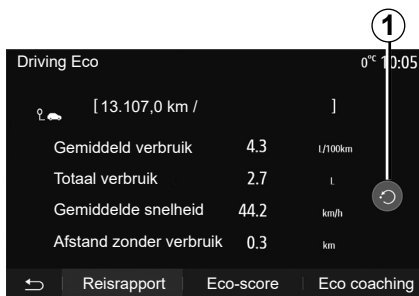 1
Driving Eco 0°C 10:05
[ 13.107,0 km / ]
Gemiddeld verbruik 4.3 L/100km
Totaal verbruik 2.7 L
Gemiddelde snelheid 44.2 km/h
Afstand zonder verbruik 0.3 km
Reisrapport Eco-score Eco coaching